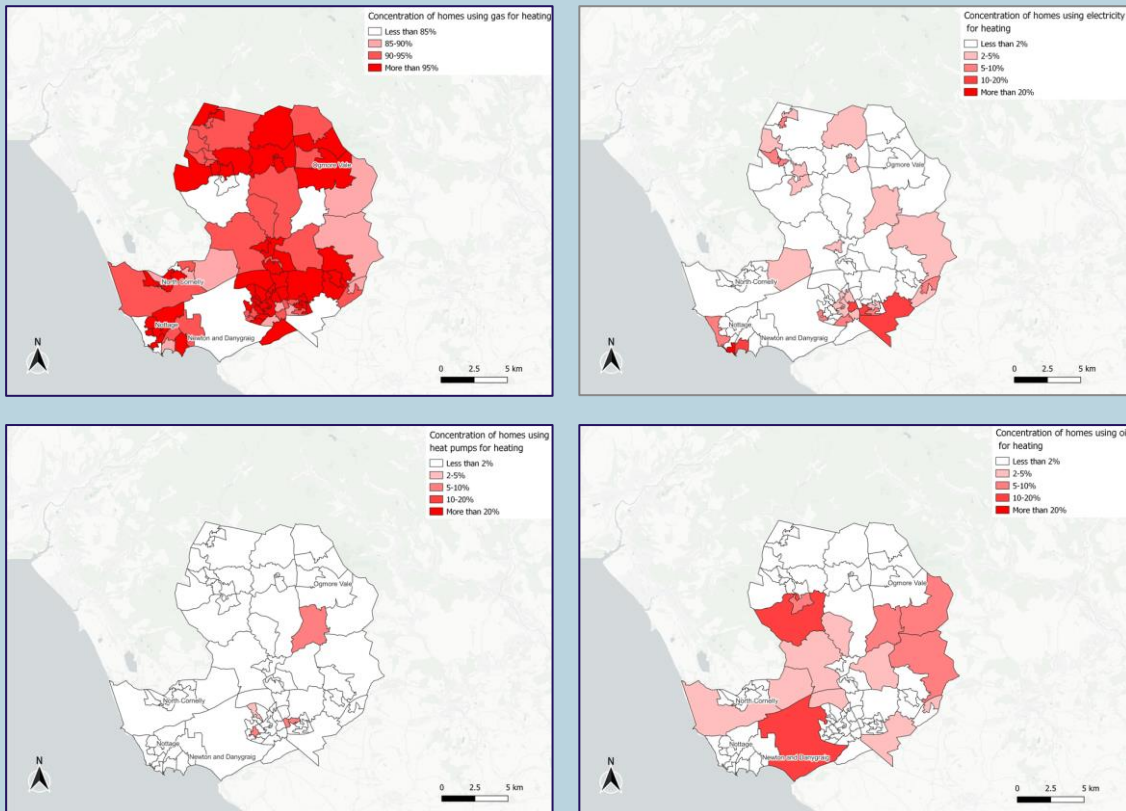 Concentration of homes using gas for heating
Less than 85%
85-90%
90-95%
More than 95%
Ogmore Vale
North Cornelly
Nottage
Newton and Danygraig
N
0 2.5 5 km
Concentration of homes using electricity
for heating
Less than 2%
2-5%
5-10%
10-20%
More than 20%
Ogmore Vale
North Cornelly
Nottage
Newton and Danygraig
N
0 2.5 5 km
Concentration of homes using
heat pumps for heating
Less than 2%
2-5%
5-10%
10-20%
More than 20%
Ogmore Vale
North Cornelly
Nottage
Newton and Danygraig
N
0 2.5 5 km
Concentration of homes using oi
for heating
Less than 2%
2-5%
5-10%
10-20%
More than 20%
Ogmore Vale
North Cornelly
Nottage
Newton and Danygraig
N
0 2.5 5 km